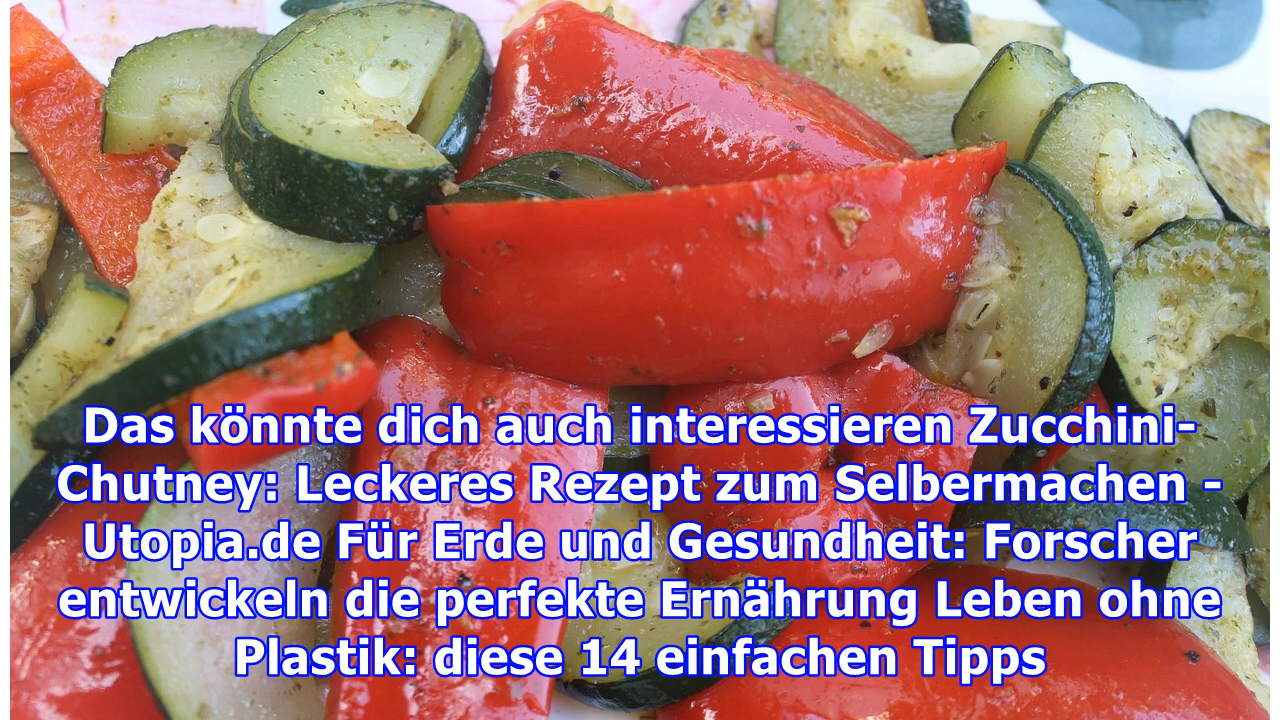 Das könnte dich auch interessieren Zucchini-
Chutney: Leckeres Rezept zum Selbermachen -
Utopia.de Für Erde und Gesundheit: Forscher
entwickeln die perfekte Ernährung Leben ohne
Plastik: diese 14 einfachen Tipps